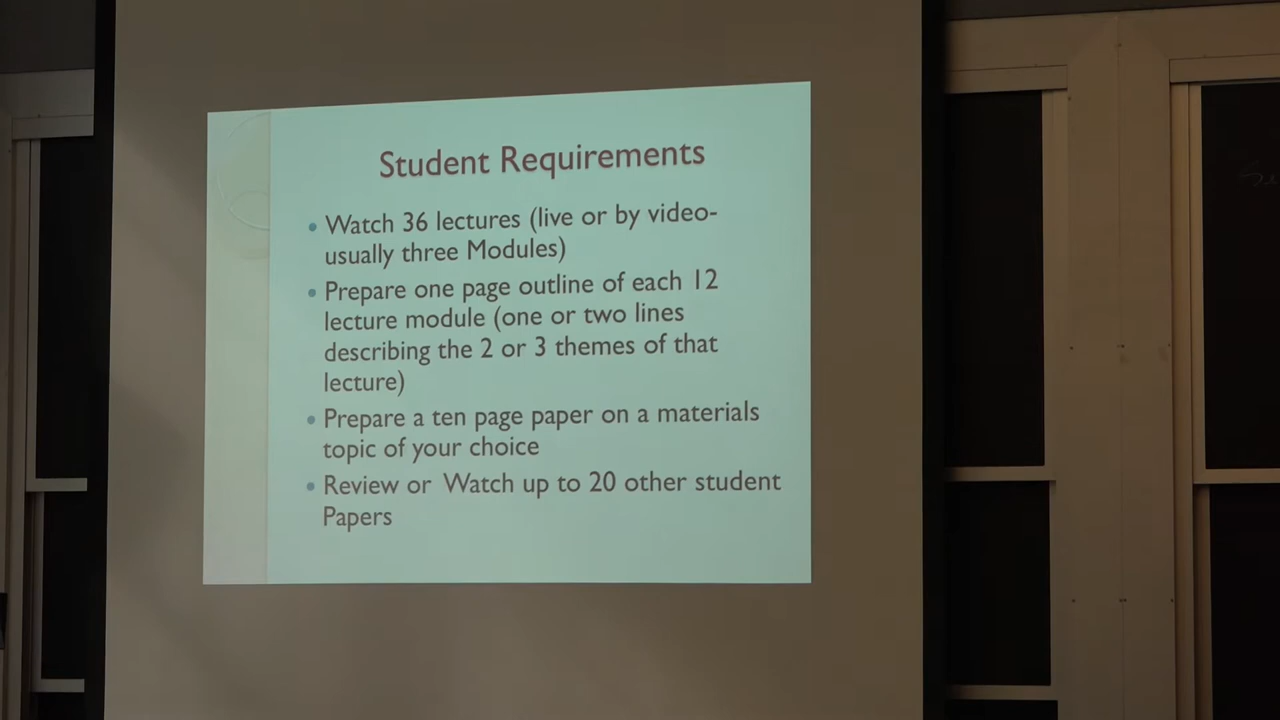 Student Requirements
• Watch 36 lectures (live or by video-
usually three Modules)
• Prepare one page outline of each 12
lecture module (one or two lines
describing the 2 or 3 themes of that
lecture)
• Prepare a ten page paper on a materials
topic of your choice
• Review or Watch up to 20 other student
Papers